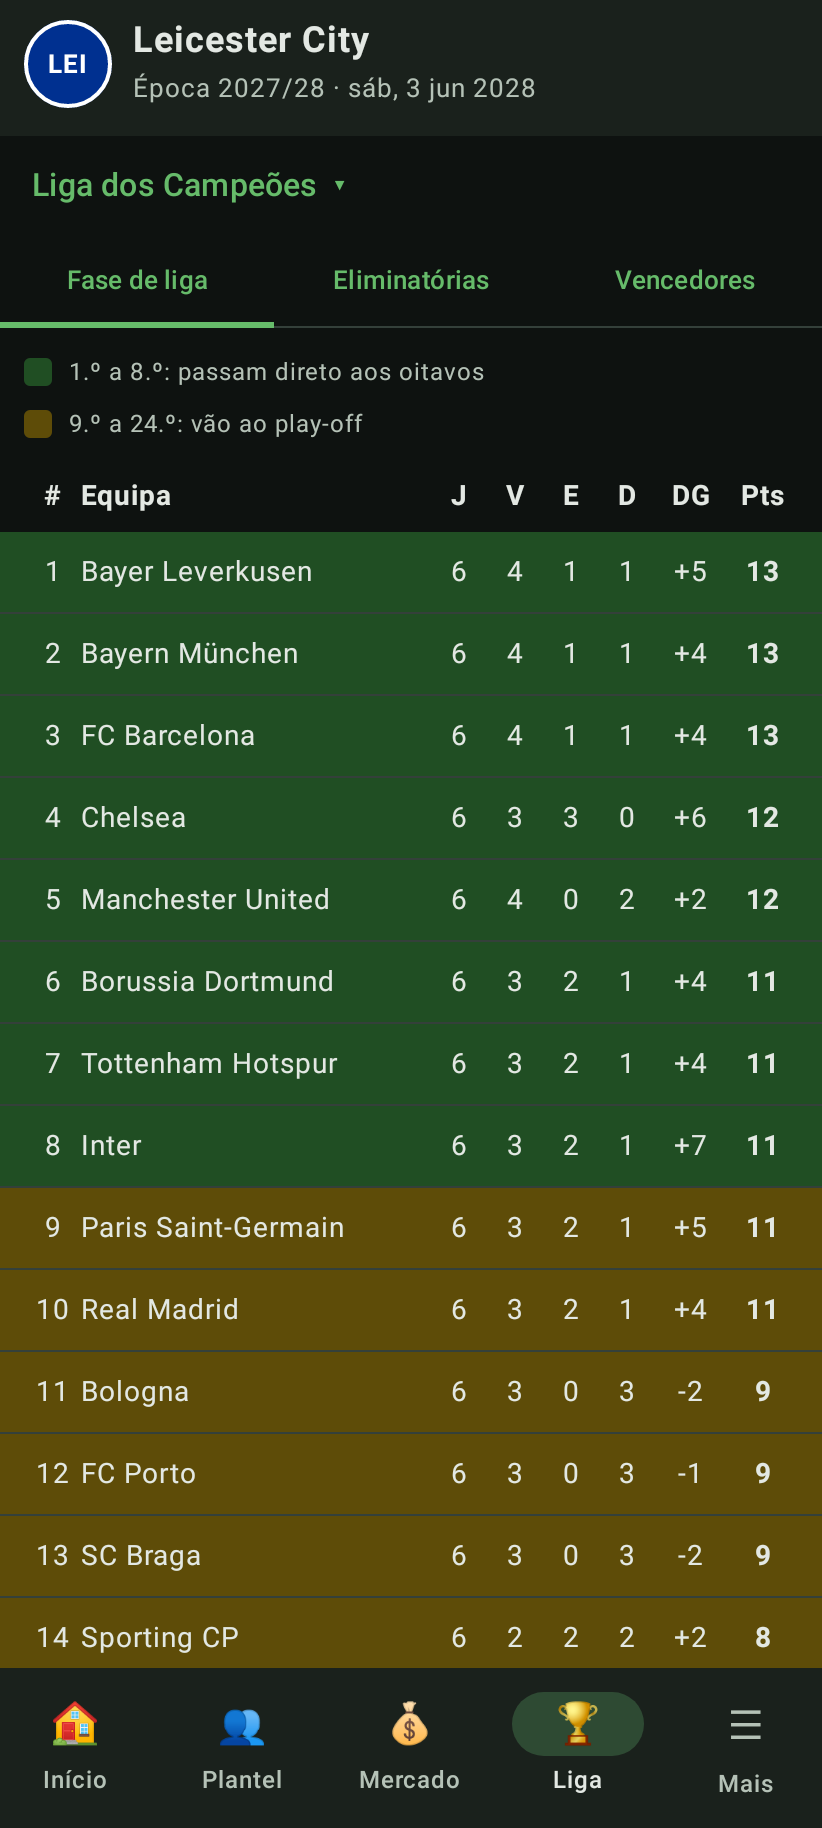 LEI
Leicester City
Época 2027/28 · sáb, 3 jun 2028
Liga dos Campeões ▾
Fase de liga Eliminatórias Vencedores
1.º a 8.º: passam direto aos oitavos
9.º a 24.º: vão ao play-off
# Equipa J V E D DG Pts
1 Bayer Leverkusen 6 4 1 1 +5 13
2 Bayern München 6 4 1 1 +4 13
3 FC Barcelona 6 4 1 1 +4 13
4 Chelsea 6 3 3 0 +6 12
5 Manchester United 6 4 0 2 +2 12
6 Borussia Dortmund 6 3 2 1 +4 11
7 Tottenham Hotspur 6 3 2 1 +4 11
8 Inter 6 3 2 1 +7 11
9 Paris Saint-Germain 6 3 2 1 +5 11
10 Real Madrid 6 3 2 1 +4 11
11 Bologna 6 3 0 3 -2 9
12 FC Porto 6 3 0 3 -1 9
13 SC Braga 6 3 0 3 -2 9
14 Sporting CP 6 2 2 2 +2 8
Início Plantel Mercado Liga Mais